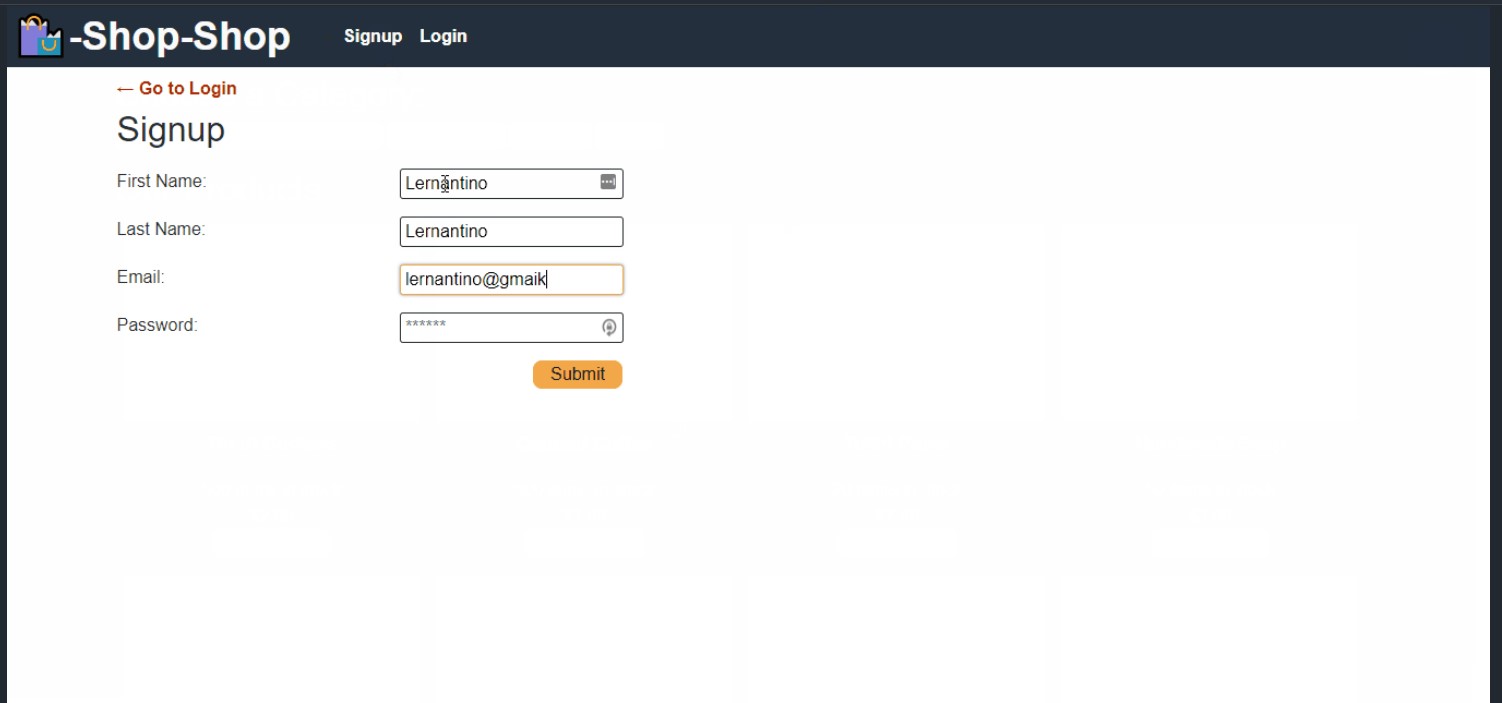 -Shop-Shop Signup Login
← Go to Login
Signup
First Name: Lernantino
Last Name: Lernantino
Email: lernantino@gmaik
Password: ******
Submit